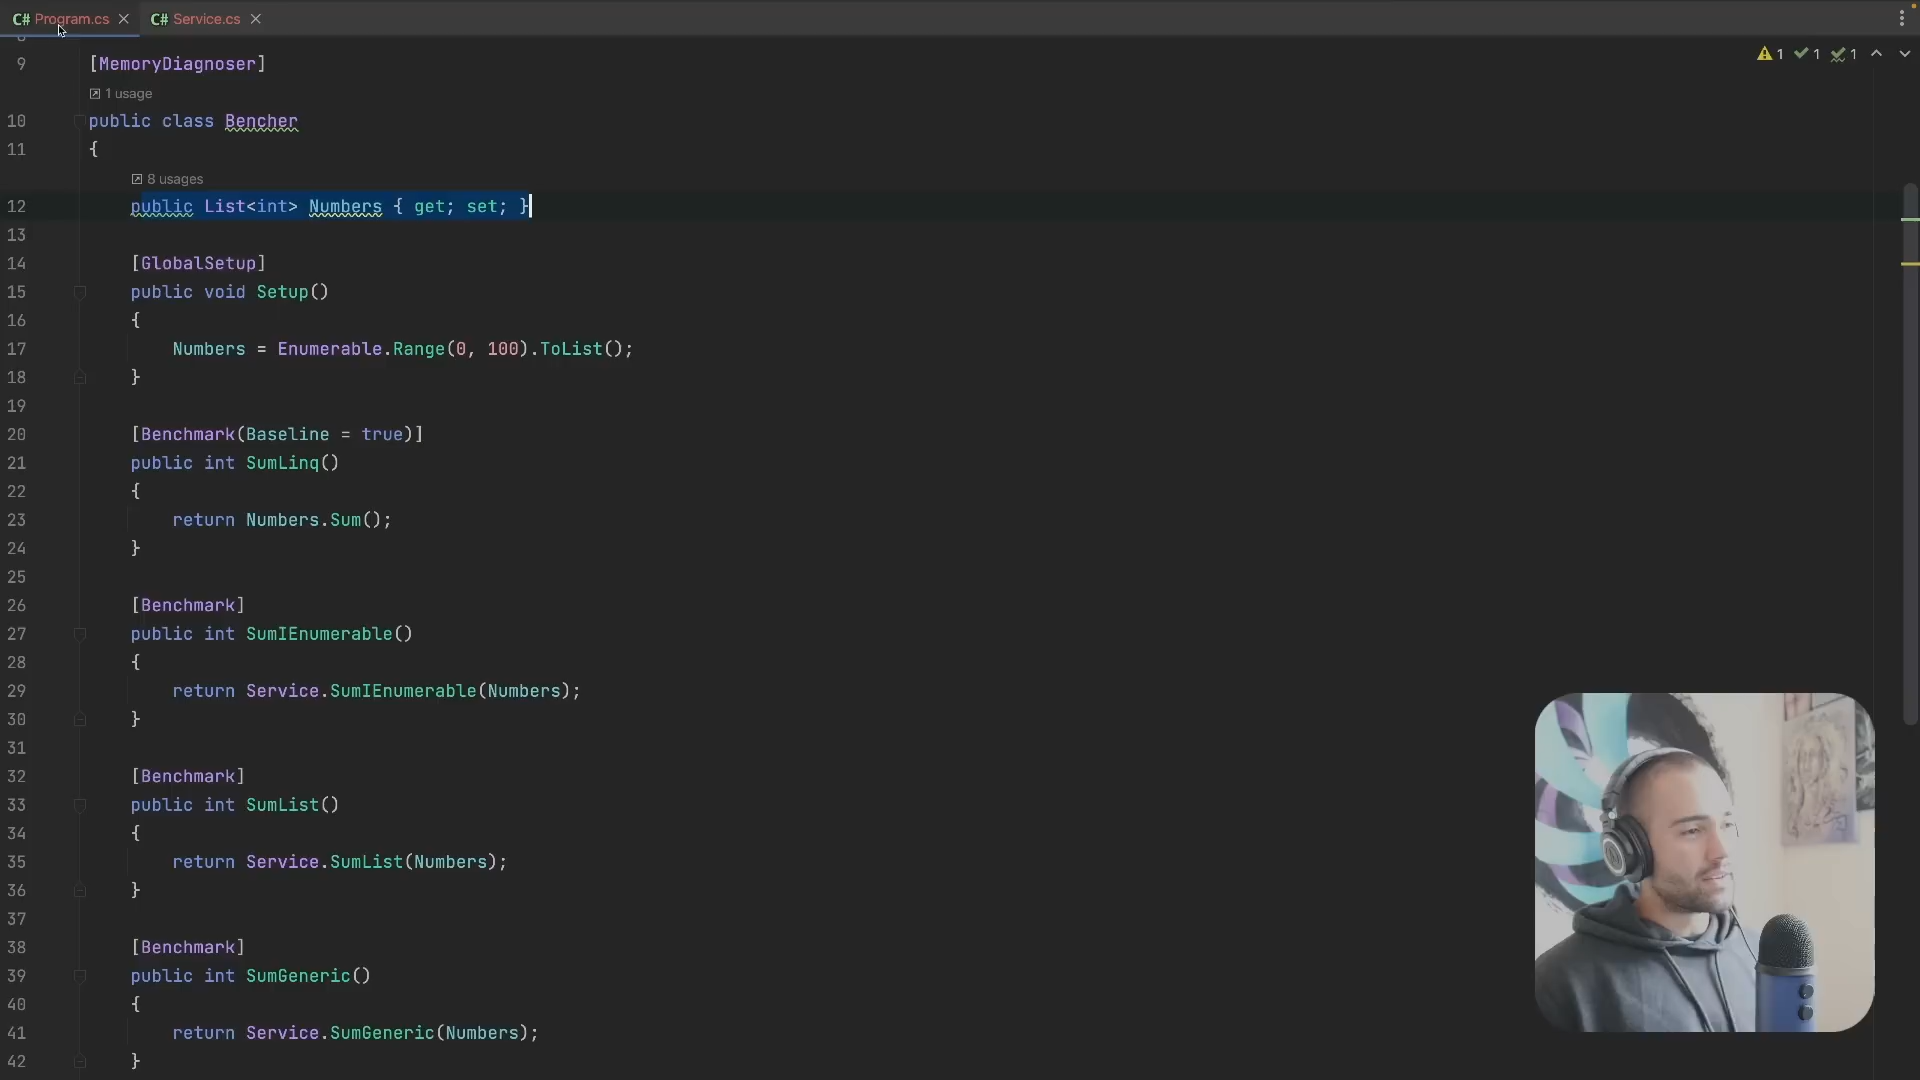 C# Program.cs
C# Service.cs
9 [MemoryDiagnoser]
1 1 1
1 usage
10 public class Bencher
11 {
8 usages
12 public List<int> Numbers { get; set; }
13
14 [GlobalSetup]
15 public void Setup()
16 {
17 Numbers = Enumerable.Range(0, 100).ToList();
18 }
19
20 [Benchmark(Baseline = true)]
21 public int SumLinq()
22 {
23 return Numbers.Sum();
24 }
25
26 [Benchmark]
27 public int SumIEnumerable()
28 {
29 return Service.SumIEnumerable(Numbers);
30 }
31
32 [Benchmark]
33 public int SumList()
34 {
35 return Service.SumList(Numbers);
36 }
37
38 [Benchmark]
39 public int SumGeneric()
40 {
41 return Service.SumGeneric(Numbers);
42 }